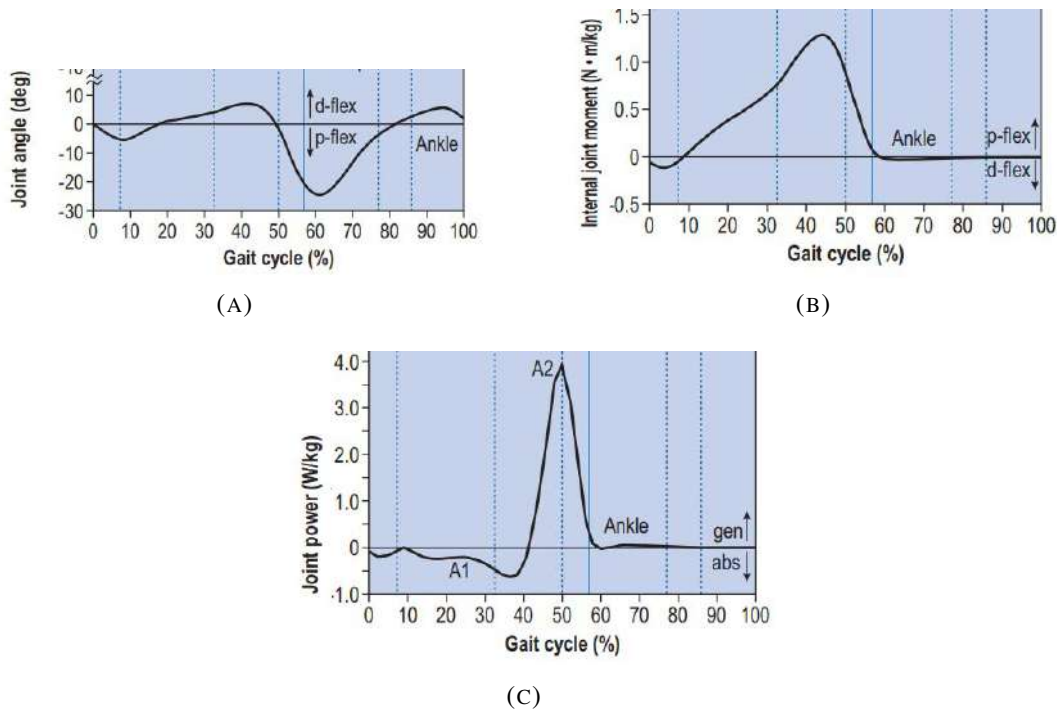 -10
10
0
-10
-20
-30
Joint angle (deg)
d-flex
p-flex
Ankle
0 10 20 30 40 50 60 70 80 90 100
Gait cycle (%)
(A)
1.5
1.0
0.5
0
-0.5
Internal joint moment (N • m/kg)
Ankle
p-flex
d-flex
0 10 20 30 40 50 60 70 80 90 100
Gait cycle (%)
(B)
4.0
3.0
2.0
1.0
0
-1.0
Joint power (W/kg)
A2
A1
Ankle
gen
abs
0 10 20 30 40 50 60 70 80 90 100
Gait cycle (%)
(C)